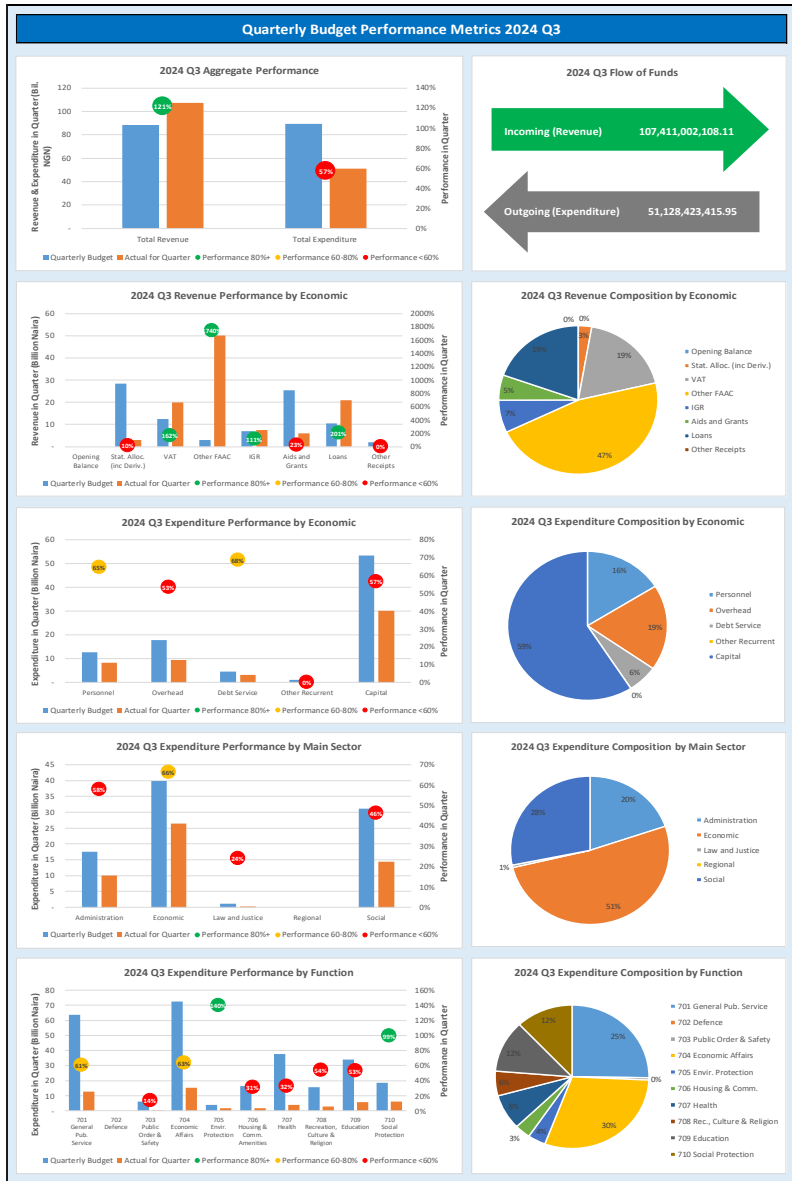 Quarterly Budget Performance Metrics 2024 Q3
2024 Q3 Aggregate Performance
Revenue & Expenditure in Quarter (Bil. NGN)
120
100
80
60
40
20
-
140%
120%
100%
80%
60%
40%
20%
0%
Performance in Quarter
121%
57%
Total Revenue
Total Expenditure
Quarterly Budget
Actual for Quarter
Performance 80%+
Performance 60-80%
Performance <60%
2024 Q3 Flow of Funds
Incoming (Revenue) 107,411,002,108.11
Outgoing (Expenditure) 51,128,423,415.95
2024 Q3 Revenue Performance by Economic
Revenue in Quarter (Billion Naira)
60
50
40
30
20
10
-
2000%
1800%
1600%
1400%
1200%
1000%
800%
600%
400%
200%
0%
Performance in Quarter
10%
162%
1740%
111%
23%
201%
0%
Opening Balance
Stat. Alloc. (inc Deriv.)
VAT
Other FAAC
IGR
Aids and Grants
Loans
Other Receipts
Quarterly Budget
Actual for Quarter
Performance 80%+
Performance 60-80%
Performance <60%
2024 Q3 Revenue Composition by Economic
0%
0%
3%
19%
47%
7%
5%
Opening Balance
Stat. Alloc. (inc Deriv.)
VAT
Other FAAC
IGR
Aids and Grants
Loans
Other Receipts
2024 Q3 Expenditure Performance by Economic
Expenditure in Quarter (Billion Naira)
60
50
40
30
20
10
-
80%
70%
60%
50%
40%
30%
20%
10%
0%
Performance in Quarter
65%
53%
68%
0%
57%
Personnel
Overhead
Debt Service
Other Recurrent
Capital
Quarterly Budget
Actual for Quarter
Performance 80%+
Performance 60-80%
Performance <60%
2024 Q3 Expenditure Composition by Economic
16%
19%
6%
0%
59%
Personnel
Overhead
Debt Service
Other Recurrent
Capital
2024 Q3 Expenditure Performance by Main Sector
Expenditure in Quarter (Billion Naira)
45
40
35
30
25
20
15
10
5
-
70%
60%
50%
40%
30%
20%
10%
0%
Performance in Quarter
58%
66%
24%
46%
Administration
Economic
Law and Justice
Regional
Social
Quarterly Budget
Actual for Quarter
Performance 80%+
Performance 60-80%
Performance <60%
2024 Q3 Expenditure Composition by Main Sector
20%
51%
1%
28%
Administration
Economic
Law and Justice
Regional
Social
2024 Q3 Expenditure Performance by Function
Expenditure in Quarter (Billion Naira)
80
70
60
50
40
30
20
10
-
160%
140%
120%
100%
80%
60%
40%
20%
0%
Performance in Quarter
61%
14%
63%
140%
31%
32%
54%
53%
99%
701 General Pub. Service
702 Defence
703 Public Order & Safety
704 Economic Affairs
705 Envir. Protection
706 Housing & Comm. Amenities
707 Health
708 Recreation, Culture & Religion
709 Education
710 Social Protection
Quarterly Budget
Actual for Quarter
Performance 80%+
Performance 60-80%
Performance <60%
2024 Q3 Expenditure Composition by Function
25%
0%
30%
3%
12%
12%
701 General Pub. Service
702 Defence
703 Public Order & Safety
704 Economic Affairs
705 Envir. Protection
706 Housing & Comm.
707 Health
708 Rec., Culture & Religion
709 Education
710 Social Protection